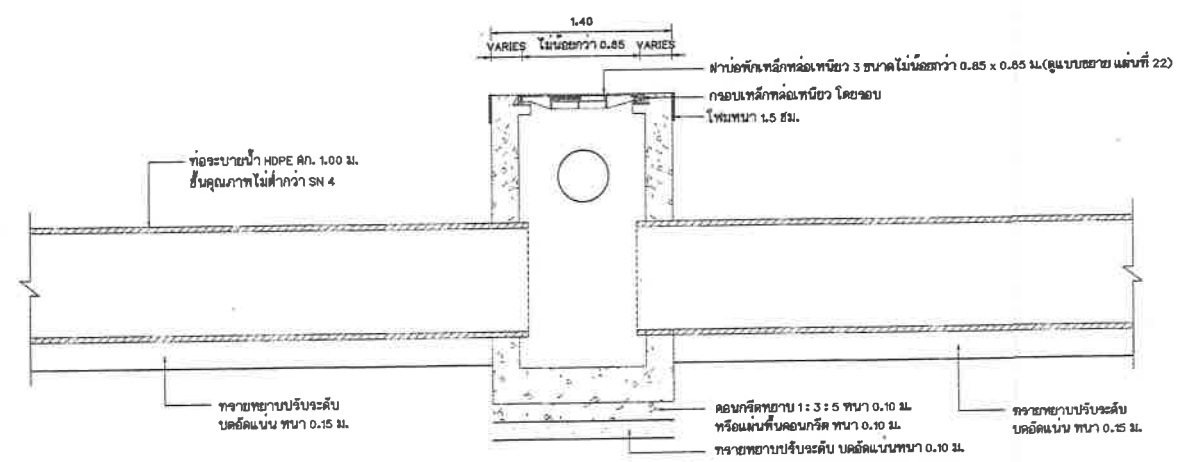 1.40
VARIES ไม่น้อยกว่า 0.85 VARIES
ฝาบ่อพักเหล็กหล่อเหนียว 3 ขนาดไม่น้อยกว่า 0.85 x 0.85 ม.(ดูแบบขยาย แผ่นที่ 22)
กรอบเหล็กหล่อเหนียว โดยรอบ
โฟมหนา 1.5 ซม.
ท่อระบายน้ำ HDPE ศก. 1.00 ม.
ชั้นคุณภาพไม่ต่ำกว่า SN 4
ทรายหยาบปรับระดับ
บดอัดแน่น หนา 0.15 ม.
คอนกรีตหยาบ 1 : 3 : 5 หนา 0.10 ม.
หรือแผ่นพื้นคอนกรีต หนา 0.10 ม.
ทรายหยาบปรับระดับ บดอัดแน่นหนา 0.10 ม.
ทรายหยาบปรับระดับ
บดอัดแน่น หนา 0.15 ม.